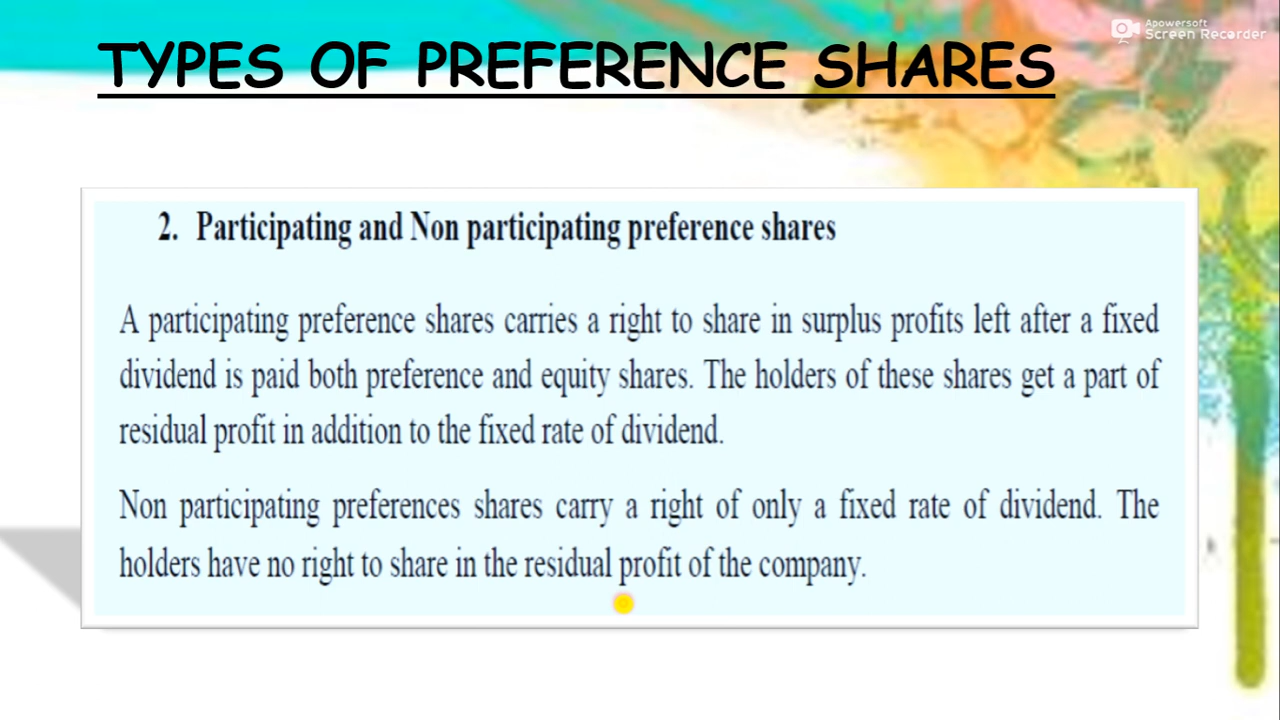 Apowersoft
Screen Recorder
TYPES OF PREFERENCE SHARES
2. Participating and Non participating preference shares
A participating preference shares carries a right to share in surplus profits left after a fixed
dividend is paid both preference and equity shares. The holders of these shares get a part of
residual profit in addition to the fixed rate of dividend.
Non participating preferences shares carry a right of only a fixed rate of dividend. The
holders have no right to share in the residual profit of the company.